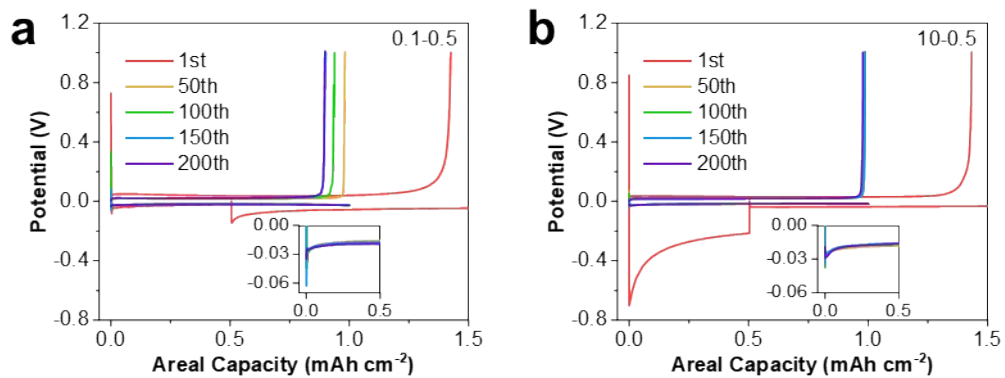 a
0.1-0.5
1st
50th
100th
150th
200th
Potential (V)
1.2
0.8
0.4
0.0
-0.4
-0.8
0.00
-0.03
-0.06
0.0 0.5
0.0 0.5 1.0 1.5
Areal Capacity (mAh cm⁻²)
b
10-0.5
1st
50th
100th
150th
200th
Potential (V)
1.2
0.8
0.4
0.0
-0.4
-0.8
0.00
-0.03
-0.06
0.0 0.5
0.0 0.5 1.0 1.5
Areal Capacity (mAh cm⁻²)